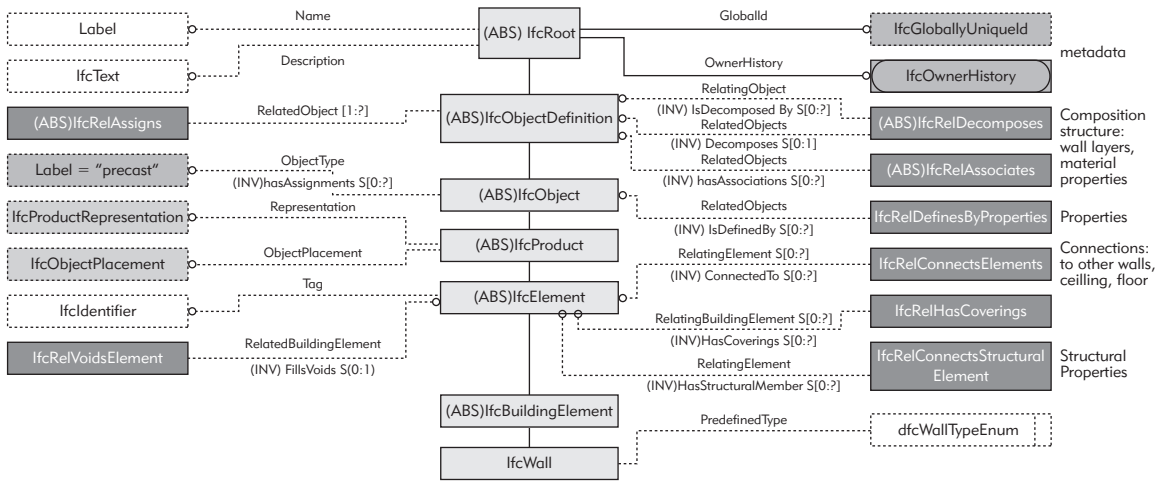 Label
Name
(ABS) IfcRoot
GlobalId
IfcGloballyUniqueId
metadata
IfcText
Description
OwnerHistory
IfcOwnerHistory
(ABS)IfcRelAssigns
RelatedObject [1:?]
(ABS)IfcObjectDefinition
RelatingObject
(INV) IsDecomposed By S[0:?]
RelatedObjects
(INV) Decomposes S[0:1]
RelatedObjects
(INV) hasAssociations S[0:?]
(ABS)IfcRelDecomposes
(ABS)IfcRelAssociates
Composition
structure:
wall layers,
material
properties
Label = "precast"
ObjectType
(INV)hasAssignments S[0:?]
(ABS)IfcObject
RelatedObjects
(INV) IsDefinedBy S[0:?]
IfcRelDefinesByProperties
Properties
IfcProductRepresentation
Representation
(ABS)IfcProduct
IfcObjectPlacement
ObjectPlacement
RelatingElement S[0:?]
(INV) ConnectedTo S[0:?]
IfcRelConnectsElements
Connections:
to other walls,
ceilling, floor
IfcIdentifier
Tag
(ABS)IfcElement
RelatingBuildingElement S[0:?]
(INV)HasCoverings S[0:?]
IfcRelHasCoverings
IfcRelVoidsElement
RelatedBuildingElement
(INV) FillsVoids S(0:1)
RelatingElement
(INV)HasStructuralMember S[0:?]
IfcRelConnectsStructural
Element
Structural
Properties
(ABS)IfcBuildingElement
PredefinedType
dfcWallTypeEnum
IfcWall